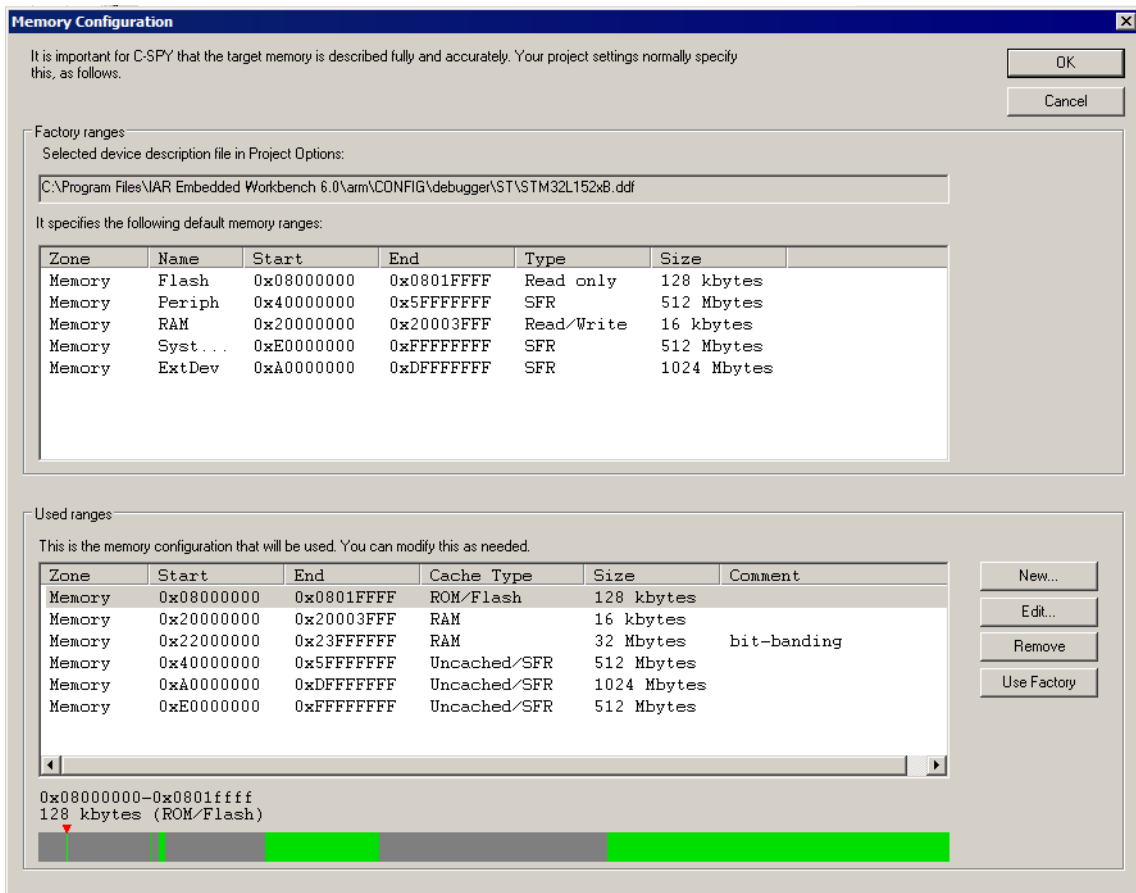 Memory Configuration
It is important for C-SPY that the target memory is described fully and accurately. Your project settings normally specify
this, as follows.
OK
Cancel
Factory ranges
Selected device description file in Project Options:
C:\Program Files\IAR Embedded Workbench 6.0\arm\CONFIG\debugger\ST\STM32L152xB.ddf
It specifies the following default memory ranges:
Zone Name Start End Type Size
Memory Flash 0x08000000 0x0801FFFF Read only 128 kbytes
Memory Periph 0x40000000 0x5FFFFFFF SFR 512 Mbytes
Memory RAM 0x20000000 0x20003FFF Read/Write 16 kbytes
Memory Syst... 0xE0000000 0xFFFFFFFF SFR 512 Mbytes
Memory ExtDev 0xA0000000 0xDFFFFFFF SFR 1024 Mbytes
Used ranges
This is the memory configuration that will be used. You can modify this as needed.
Zone Start End Cache Type Size Comment
Memory 0x08000000 0x0801FFFF ROM/Flash 128 kbytes
Memory 0x20000000 0x20003FFF RAM 16 kbytes
Memory 0x22000000 0x23FFFFFF RAM 32 Mbytes bit-banding
Memory 0x40000000 0x5FFFFFFF Uncached/SFR 512 Mbytes
Memory 0xA0000000 0xDFFFFFFF Uncached/SFR 1024 Mbytes
Memory 0xE0000000 0xFFFFFFFF Uncached/SFR 512 Mbytes
New...
Edit...
Remove
Use Factory
0x08000000-0x0801ffff
128 kbytes (ROM/Flash)